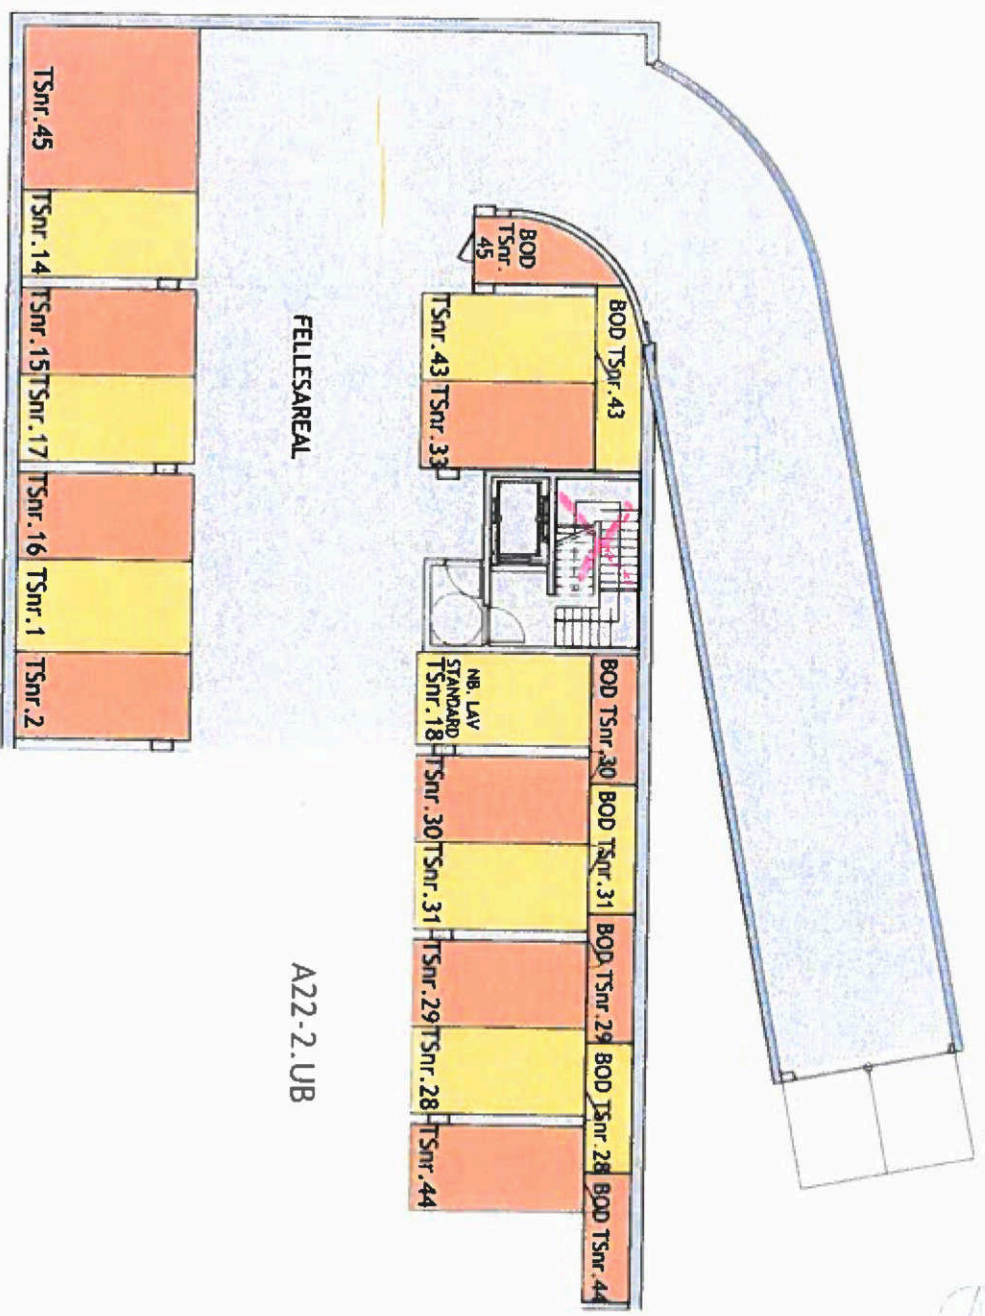 TSnr.45
TSnr.14
TSnr.15
TSnr.17
TSnr.16
TSnr.1
TSnr.2
FELLESAREAL
BOD
TSnr.
45
BOD TSnr.43
TSnr.43
TSnr.33
NB. LAV
STANDARD
TSnr.18
TSnr.30
TSnr.31
TSnr.29
TSnr.28
TSnr.44
BOD TSnr.30
BOD TSnr.31
BOD TSnr.29
BOD TSnr.28
BOD TSnr.44
A22-2.UB